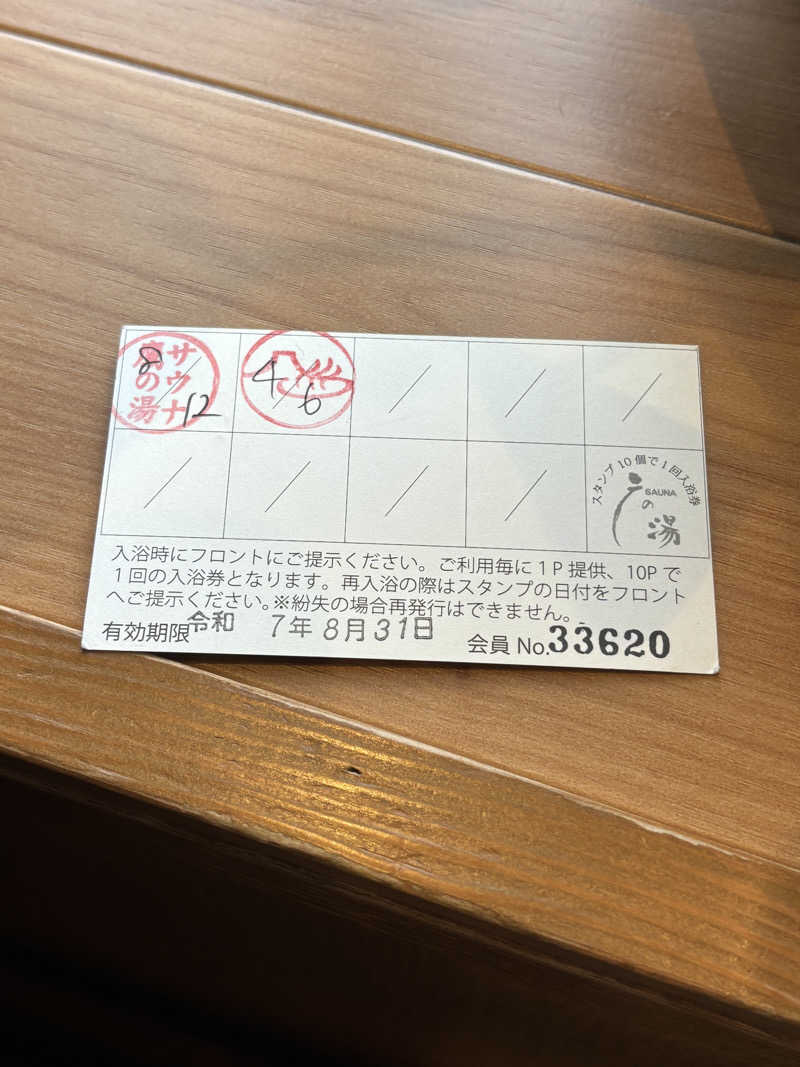 サウナ
の湯
8/12
4/6
スタンプ10個で1回入浴券
SAUNA
の湯
入浴時にフロントにご提示ください。ご利用毎に1P提供、10Pで
1回の入浴券となります。再入浴の際はスタンプの日付をフロント
へご提示ください。※紛失の場合再発行はできません。
有効期限令和 7年8月31日 会員 No.33620